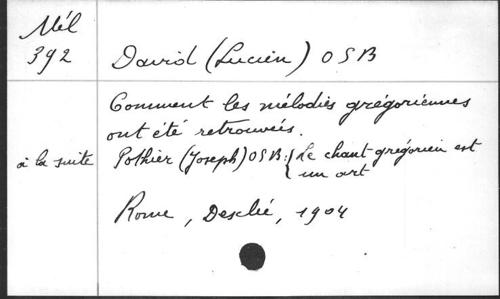 Mél
392
David (Lucien) OSB
Comment les mélodies grégoriennes
ont été retrouvées.
à la suite Pothier (Joseph) OSB : { Le chant grégorien est
un art
Rome, Desclée, 1904